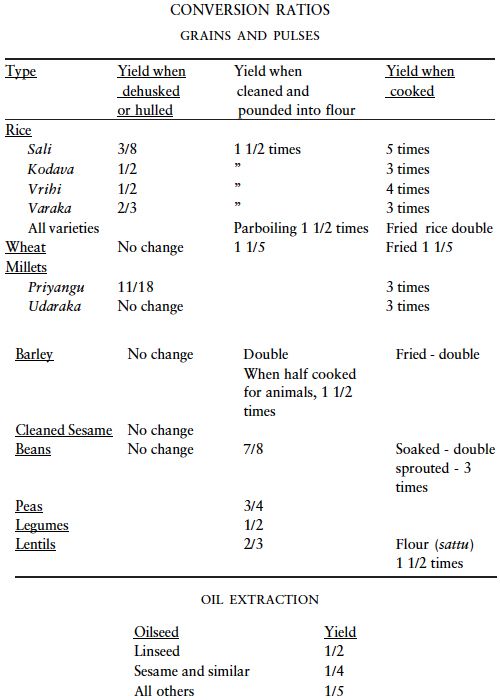 CONVERSION RATIOS
GRAINS AND PULSES
Type Yield when Yield when Yield when
dehusked cleaned and cooked
or hulled pounded into flour
Rice
Sali 3/8 1 1/2 times 5 times
Kodava 1/2 ” 3 times
Vrihi 1/2 ” 4 times
Varaka 2/3 ” 3 times
All varieties Parboiling 1 1/2 times Fried rice double
Wheat No change 1 1/5 Fried 1 1/5
Millets
Priyangu 11/18 3 times
Udaraka No change 3 times
Barley No change Double Fried - double
When half cooked
for animals, 1 1/2
times
Cleaned Sesame No change
Beans No change 7/8 Soaked - double
sprouted - 3
times
Peas 3/4
Legumes 1/2
Lentils 2/3 Flour (sattu)
1 1/2 times
OIL EXTRACTION
Oilseed Yield
Linseed 1/2
Sesame and similar 1/4
All others 1/5